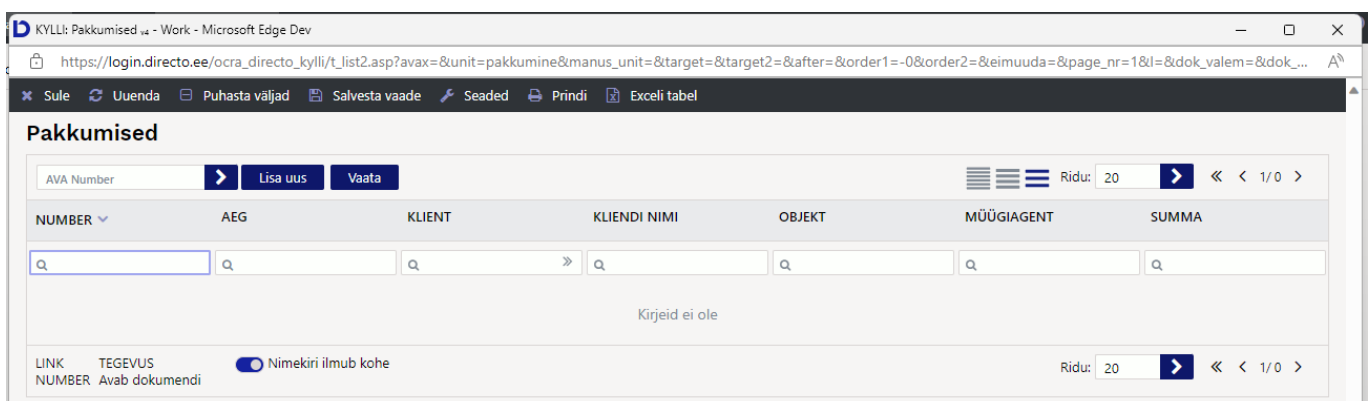 KYLLI: Pakkumised v4 - Work - Microsoft Edge Dev
https://login.directo.ee/ocra_directo_kylli/t_list2.asp?avax=&unit=pakkumine&manus_unit=&target=&target2=&after=&order1=-0&order2=&eimuuda=&page_nr=1&l=&dok_valem=&dok_...
Sule Uuenda Puhasta väljad Salvesta vaade Seaded Prindi Exceli tabel
Pakkumised
AVA Number Lisa uus Vaata Ridu: 20 1/ 0
NUMBER AEG KLIENT KLIENDI NIMI OBJEKT MÜÜGIAGENT SUMMA
Kirjeid ei ole
LINK TEGEVUS Nimekiri ilmub kohe Ridu: 20 1/ 0
NUMBER Avab dokumendi